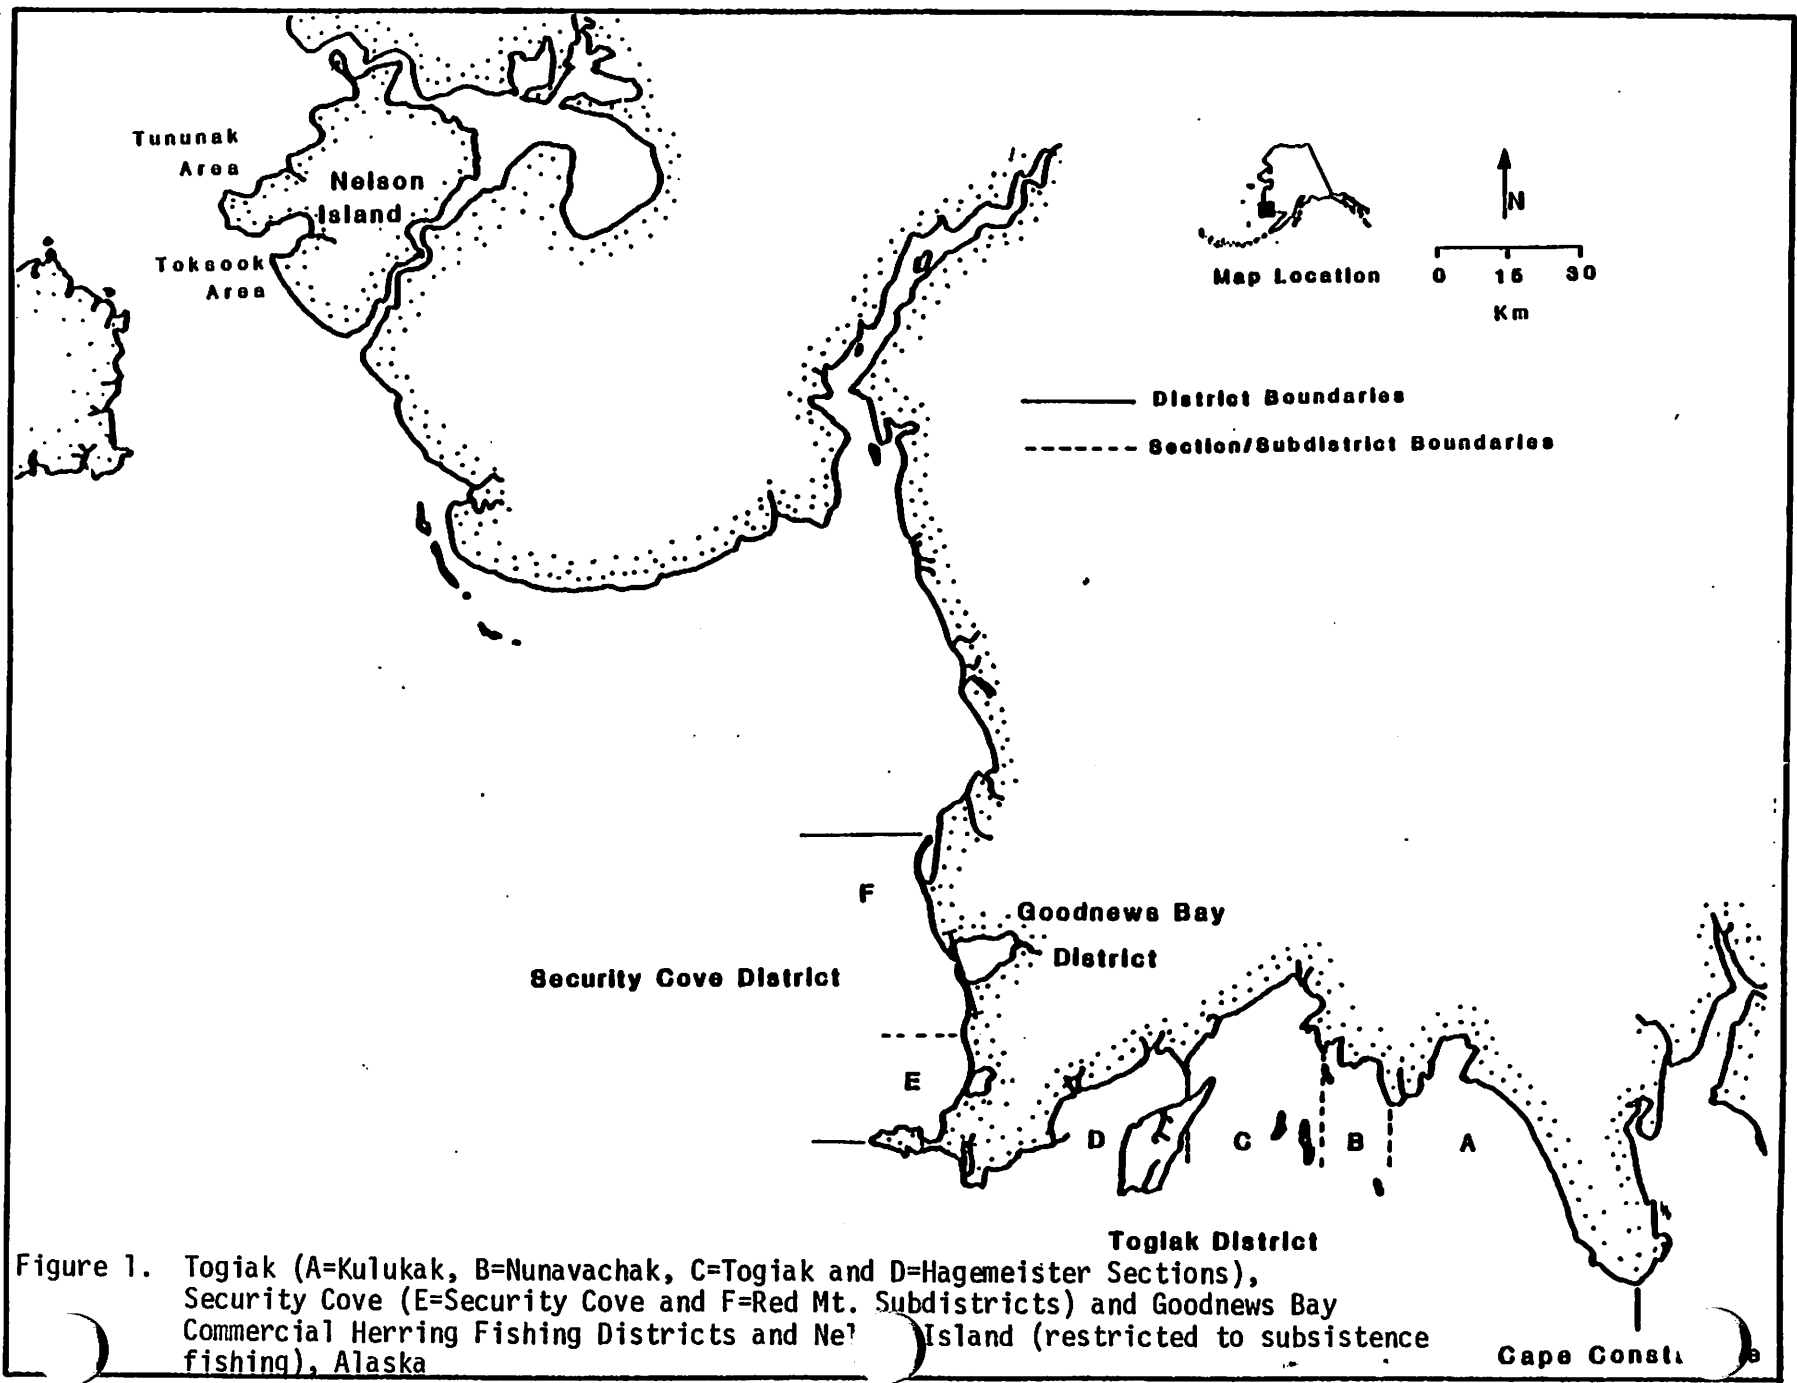 Tununak
Area
Nelson
Island
Toksook
Area
N
Map Location
0 15 30
Km
District Boundaries
Section/Subdistrict Boundaries
F
Goodnews Bay
District
Security Cove District
E
D
C
B
A
Togiak District
Figure 1. Togiak (A=Kulukak, B=Nunavachak, C=Togiak and D=Hagemeister Sections),
Security Cove (E=Security Cove and F=Red Mt. Subdistricts) and Goodnews Bay
Commercial Herring Fishing Districts and Island (restricted to subsistence
fishing), Alaska
Cape